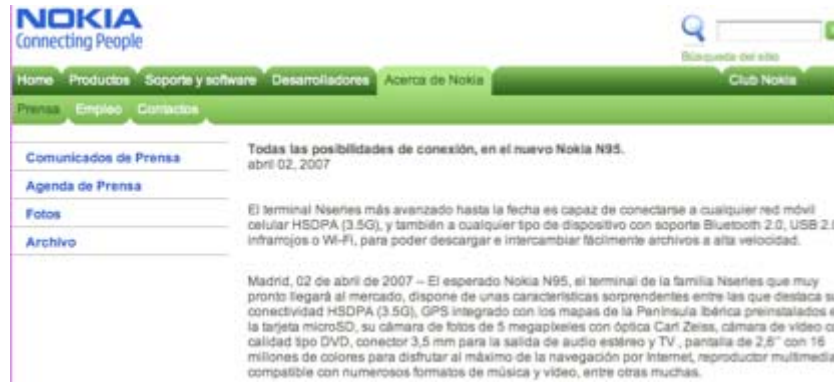 NOKIA
Connecting People
Búsqueda del sitio
Home Productos Soporte y software Desarrolladores Acerca de Nokia Club Nokia
Prensa Empleo Contactos
Comunicados de Prensa
Agenda de Prensa
Fotos
Archivo
Todas las posibilidades de conexión, en el nuevo Nokia N95.
abril 02, 2007
El terminal Nseries más avanzado hasta la fecha es capaz de conectarse a cualquier red móvil
celular HSDPA (3.5G), y también a cualquier tipo de dispositivo con soporte Bluetooth 2.0, USB 2.0
infrarrojos o Wi-Fi, para poder descargar e intercambiar fácilmente archivos a alta velocidad.
Madrid, 02 de abril de 2007 – El esperado Nokia N95, el terminal de la familia Nseries que muy
pronto llegará al mercado, dispone de unas características sorprendentes entre las que destaca su
conectividad HSDPA (3.5G), GPS integrado con los mapas de la Península Ibérica preinstalados e
la tarjeta microSD, su cámara de fotos de 5 megapíxeles con óptica Carl Zeiss, cámara de vídeo co
calidad tipo DVD, conector 3,5 mm para la salida de audio estéreo y TV , pantalla de 2,6'' con 16
millones de colores para disfrutar al máximo de la navegación por Internet, reproductor multimedia
compatible con numerosos formatos de música y vídeo, entre otras muchas.